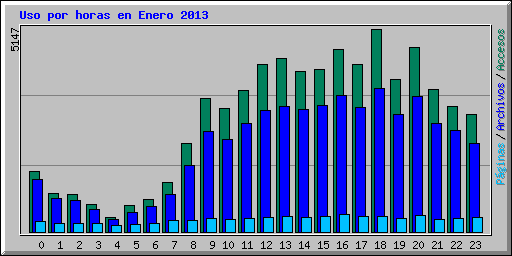 Uso por horas en Enero 2013
5147
Páginas / Archivos / Accesos
0 1 2 3 4 5 6 7 8 9 10 11 12 13 14 15 16 17 18 19 20 21 22 23